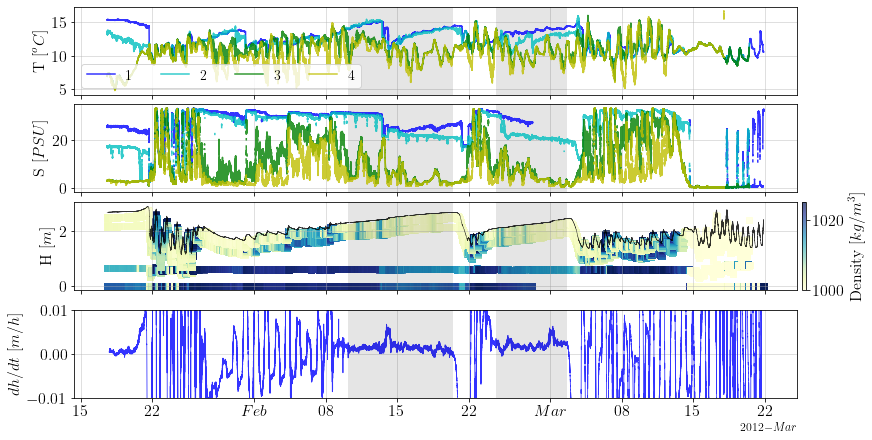 15
10
5
T [°C]
1 2 3 4
20
0
S [PSU]
2
0
H [m]
1020
1000
Density [kg/m³]
0.01
0.00
−0.01
dh/dt [m/h]
15 22 Feb 08 15 22 Mar 08 15 22
2012−Mar